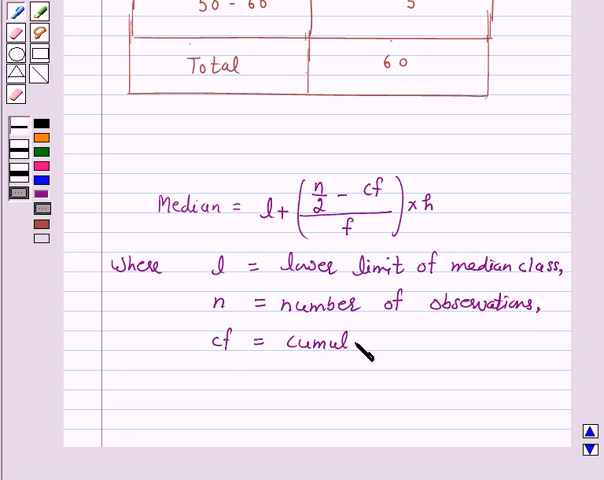 50 - 60 5
Total 60
Median = l + ( (n/2 - cf) / f ) × h
where l = lower limit of median class,
n = number of observations,
cf = cumul